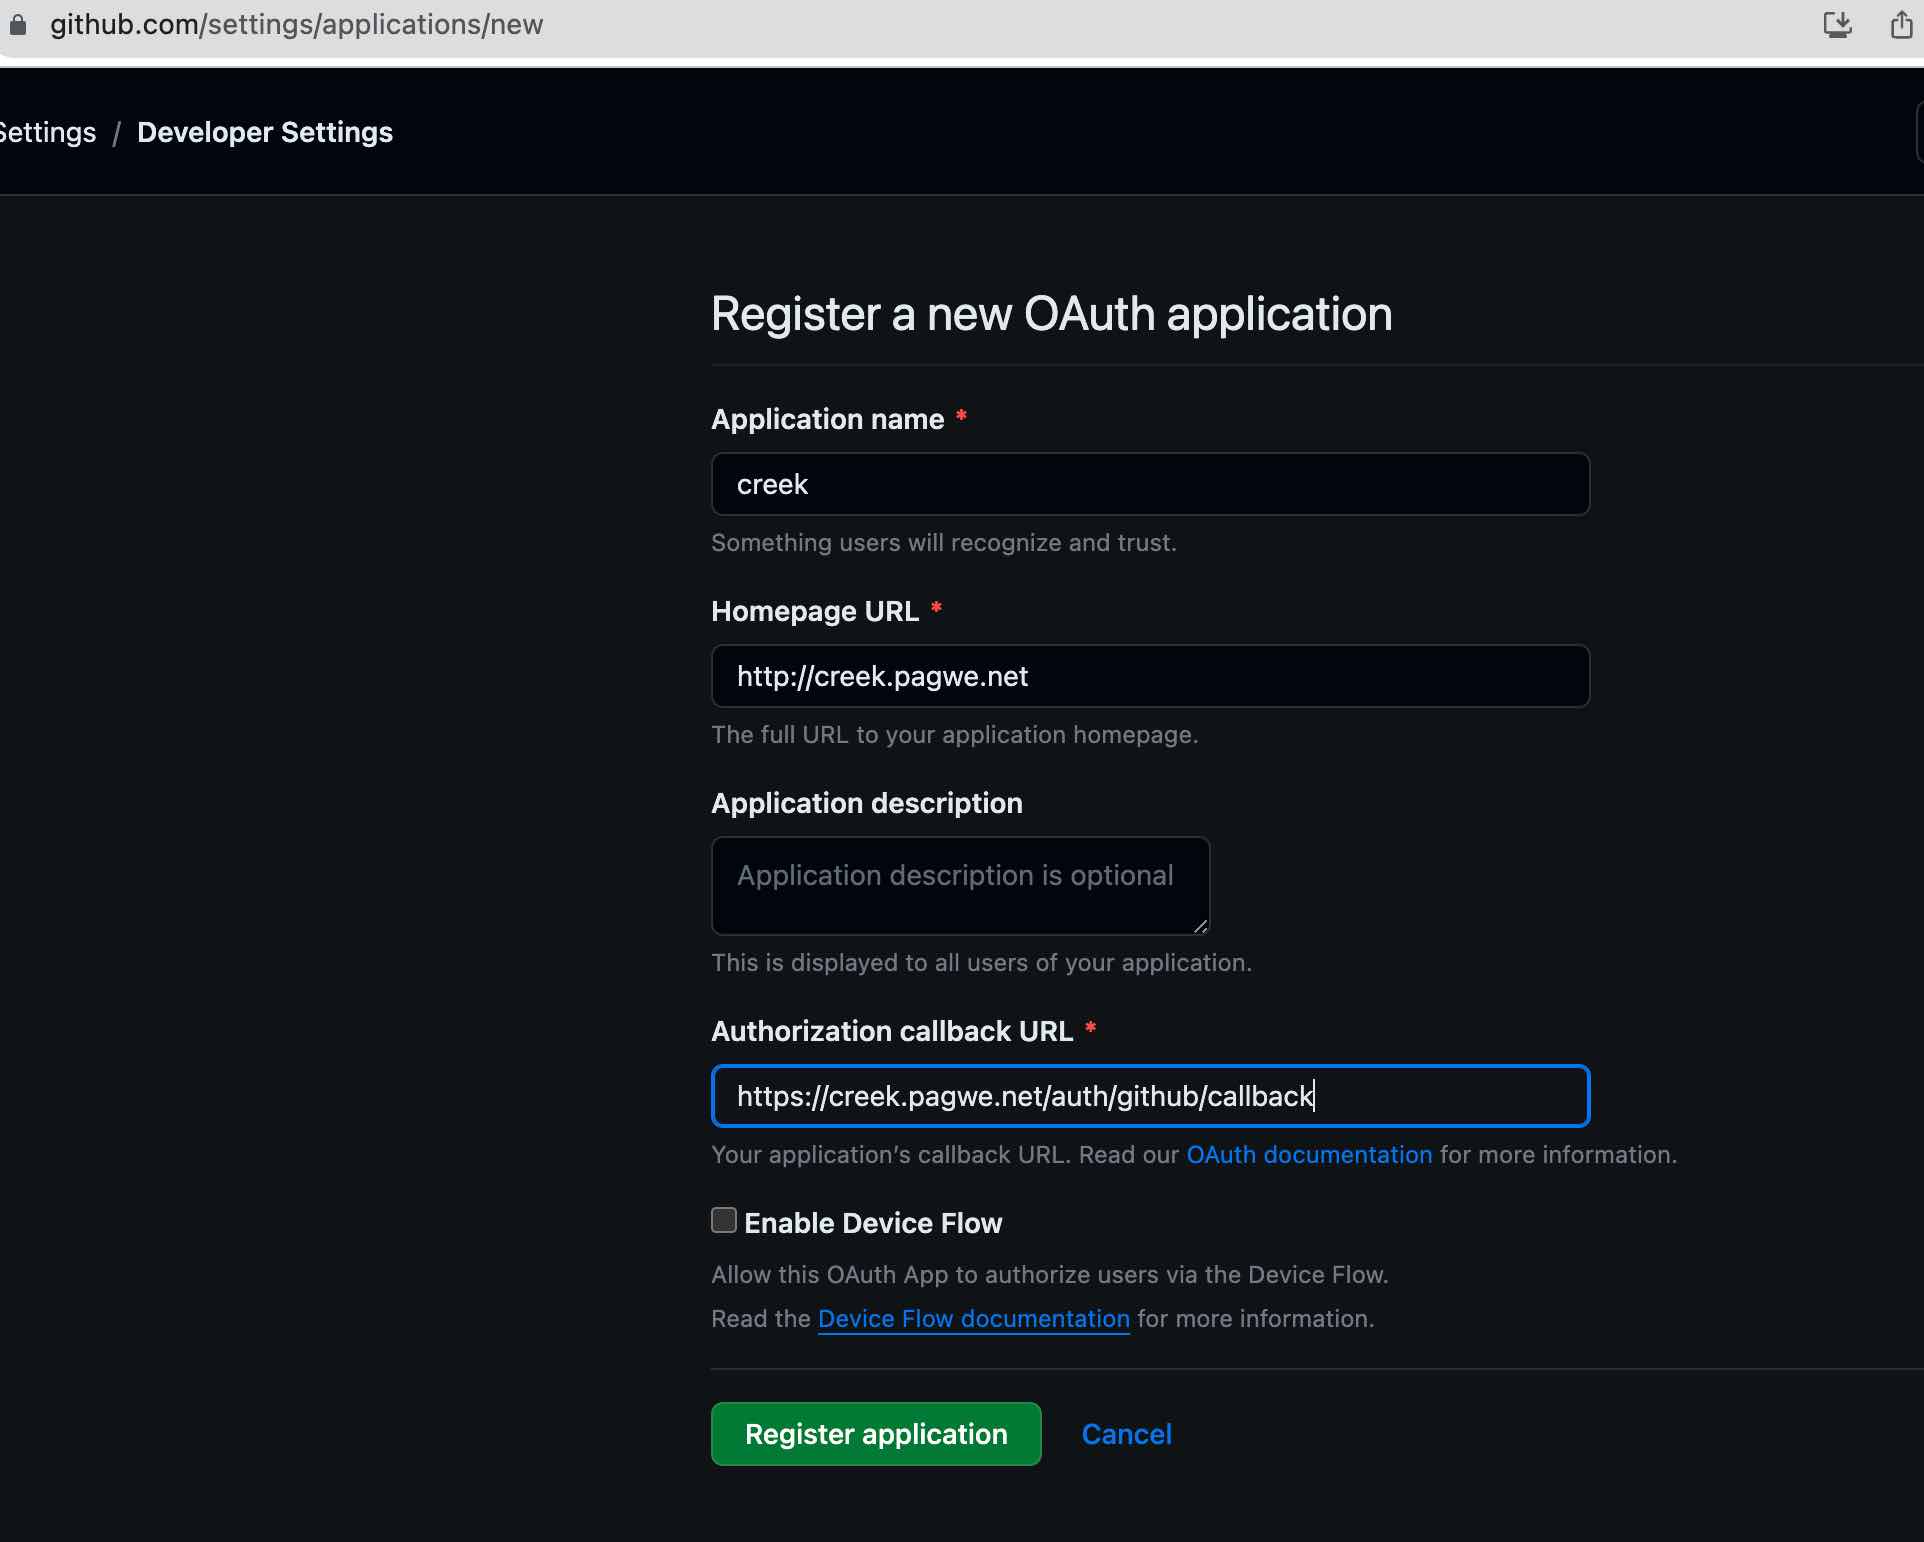 github.com/settings/applications/new
Settings / Developer Settings
Register a new OAuth application
Application name *
creek
Something users will recognize and trust.
Homepage URL *
http://creek.pagwe.net
The full URL to your application homepage.
Application description
Application description is optional
This is displayed to all users of your application.
Authorization callback URL *
https://creek.pagwe.net/auth/github/callback
Your application’s callback URL. Read our OAuth documentation for more information.
Enable Device Flow
Allow this OAuth App to authorize users via the Device Flow.
Read the Device Flow documentation for more information.
Register application Cancel